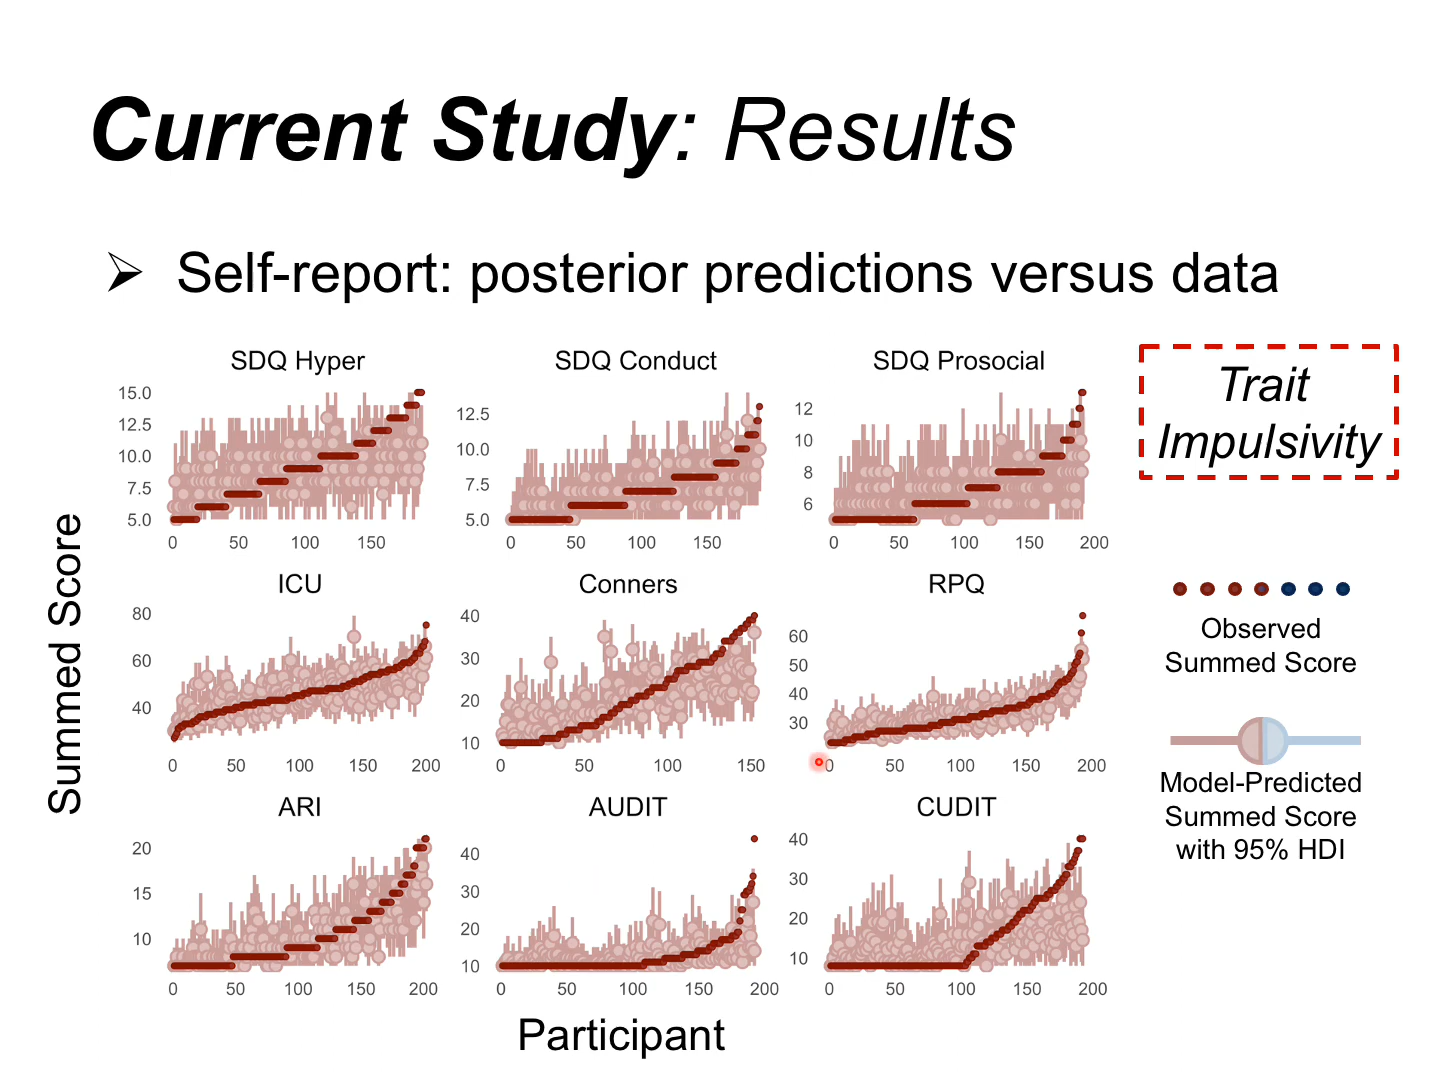 Current Study: Results
➢ Self-report: posterior predictions versus data
SDQ Hyper
15.0
12.5
10.0
7.5
5.0
0 50 100 150
SDQ Conduct
12.5
10.0
7.5
5.0
0 50 100 150
SDQ Prosocial
12
10
8
6
0 50 100 150 200
ICU
80
60
40
0 50 100 150 200
Conners
40
30
20
10
0 50 100 150
RPQ
60
50
40
30
0 50 100 150 200
ARI
20
15
10
0 50 100 150 200
AUDIT
40
30
20
10
0 50 100 150 200
CUDIT
40
30
20
10
0 50 100 150 200
Summed Score
Participant
Trait
Impulsivity
Observed
Summed Score
Model-Predicted
Summed Score
with 95% HDI